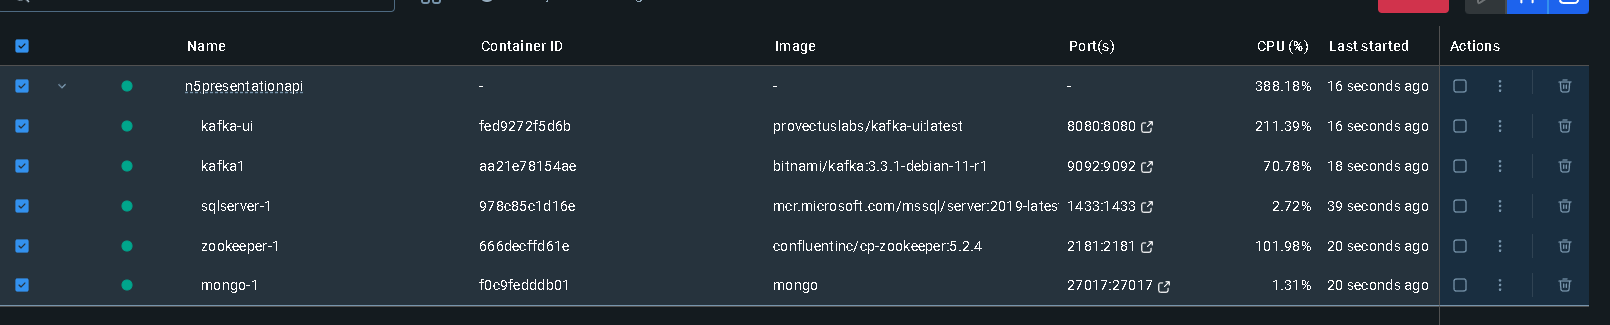 Name Container ID Image Port(s) CPU (%) Last started Actions
n5presentationapi - - - 388.18% 16 seconds ago
kafka-ui fed9272f5d6b provectuslabs/kafka-ui:latest 8080:8080 211.39% 16 seconds ago
kafka1 aa21e78154ae bitnami/kafka:3.3.1-debian-11-r1 9092:9092 70.78% 18 seconds ago
sqlserver-1 978c85c1d16e mcr.microsoft.com/mssql/server:2019-lates 1433:1433 2.72% 39 seconds ago
zookeeper-1 666decffd61e confluentinc/cp-zookeeper:5.2.4 2181:2181 101.98% 20 seconds ago
mongo-1 f0c9fedddb01 mongo 27017:27017 1.31% 20 seconds ago